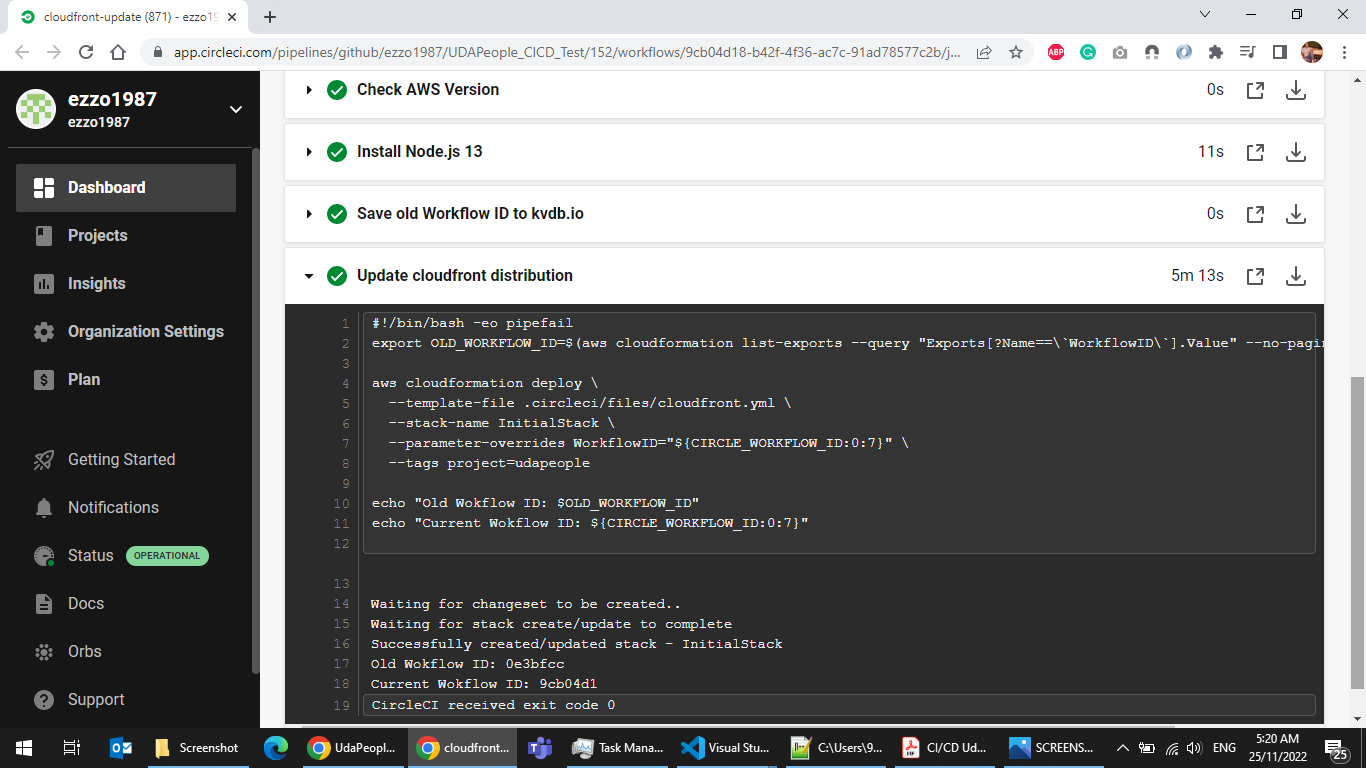 cloudfront-update (871) - ezzo19
app.circleci.com/pipelines/github/ezzo1987/UDAPeople_CICD_Test/152/workflows/9cb04d18-b42f-4f36-ac7c-91ad78577c2b/j...
ABP
ezzo1987
ezzo1987
Dashboard
Projects
Insights
Organization Settings
Plan
Getting Started
Notifications
Status OPERATIONAL
Docs
Orbs
Support
Check AWS Version 0s
Install Node.js 13 11s
Save old Workflow ID to kvdb.io 0s
Update cloudfront distribution 5m 13s
1 #!/bin/bash -eo pipefail
2 export OLD_WORKFLOW_ID=$(aws cloudformation list-exports --query "Exports[?Name==\`WorkflowID\`].Value" --no-pagi
3
4 aws cloudformation deploy \
5 --template-file .circleci/files/cloudfront.yml \
6 --stack-name InitialStack \
7 --parameter-overrides WorkflowID="${CIRCLE_WORKFLOW_ID:0:7}" \
8 --tags project=udapeople
9
10 echo "Old Wokflow ID: $OLD_WORKFLOW_ID"
11 echo "Current Wokflow ID: ${CIRCLE_WORKFLOW_ID:0:7}"
12
13
14 Waiting for changeset to be created..
15 Waiting for stack create/update to complete
16 Successfully created/updated stack - InitialStack
17 Old Wokflow ID: 0e3bfcc
18 Current Wokflow ID: 9cb04d1
19 CircleCI received exit code 0
Screenshot
UdaPeopl...
cloudfront...
Task Mana...
Visual Stu...
C:\Users\9...
CI/CD Ud...
SCREENS...
ENG
5:20 AM
25/11/2022
25